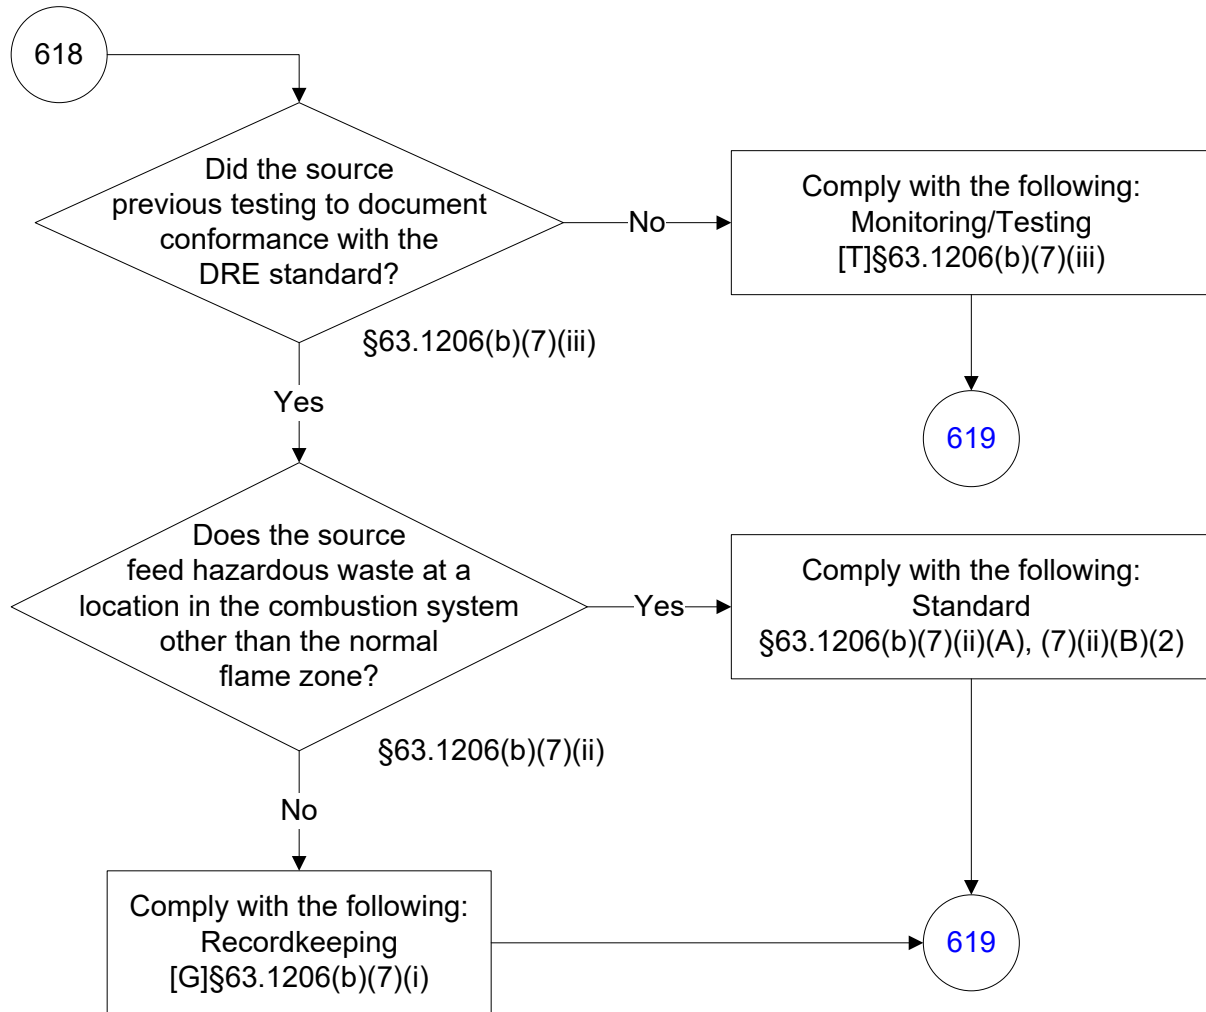 618
Did the source
previous testing to document
conformance with the
DRE standard?
§63.1206(b)(7)(iii)
No
Comply with the following:
Monitoring/Testing
[T]§63.1206(b)(7)(iii)
619
Yes
Does the source
feed hazardous waste at a
location in the combustion system
other than the normal
flame zone?
§63.1206(b)(7)(ii)
Yes
Comply with the following:
Standard
§63.1206(b)(7)(ii)(A), (7)(ii)(B)(2)
No
Comply with the following:
Recordkeeping
[G]§63.1206(b)(7)(i)
619